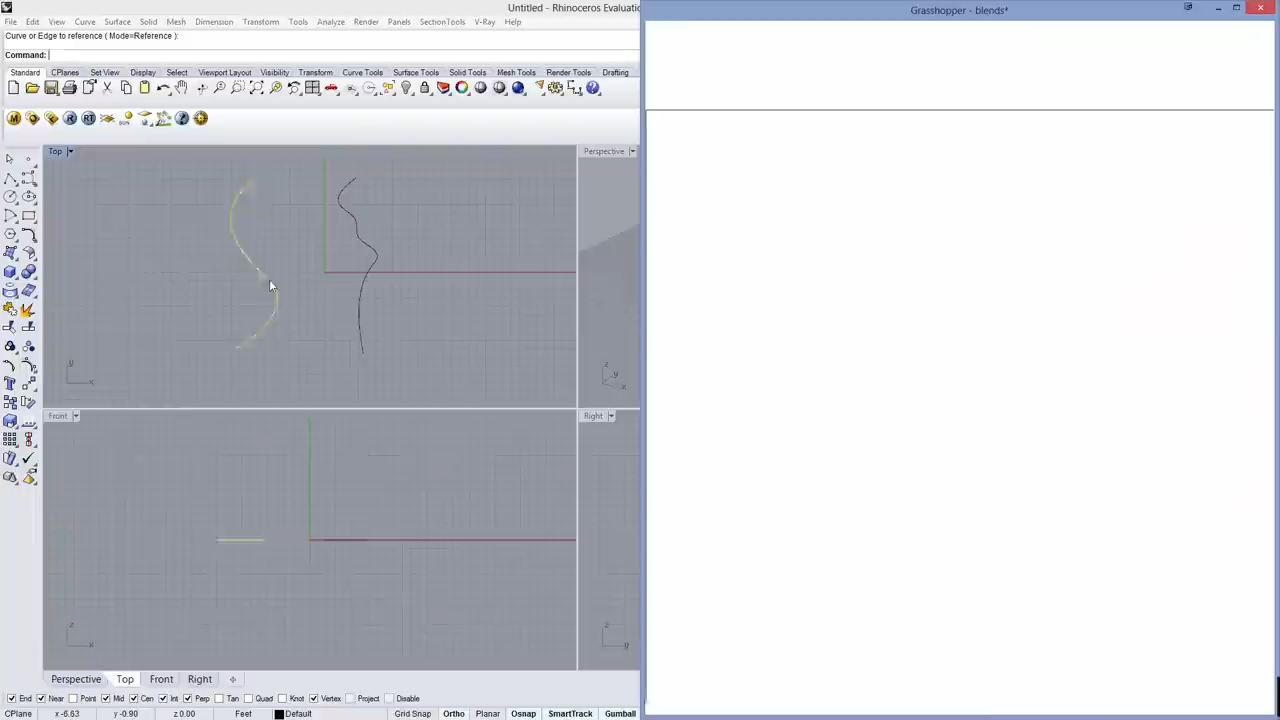 Untitled - Rhinoceros Evaluatio
Grasshopper - blends*
File Edit View Curve Surface Solid Mesh Dimension Transform Tools Analyze Render Panels SectionTools V-Ray Help
Curve or Edge to reference ( Mode=Reference ):
Command:
Standard CPlanes Set View Display Select Viewport Layout Visibility Transform Curve Tools Surface Tools Solid Tools Mesh Tools Render Tools Drafting
M R RT SUN
Top
Perspective
y
x
z
y
x
Front
Right
z
x
z
y
Perspective Top Front Right
End Near Point Mid Cen Int Perp Tan Quad Knot Vertex Project Disable
CPlane x -6.63 y -0.90 z 0.00 Feet Default Grid Snap Ortho Planar Osnap SmartTrack Gumball